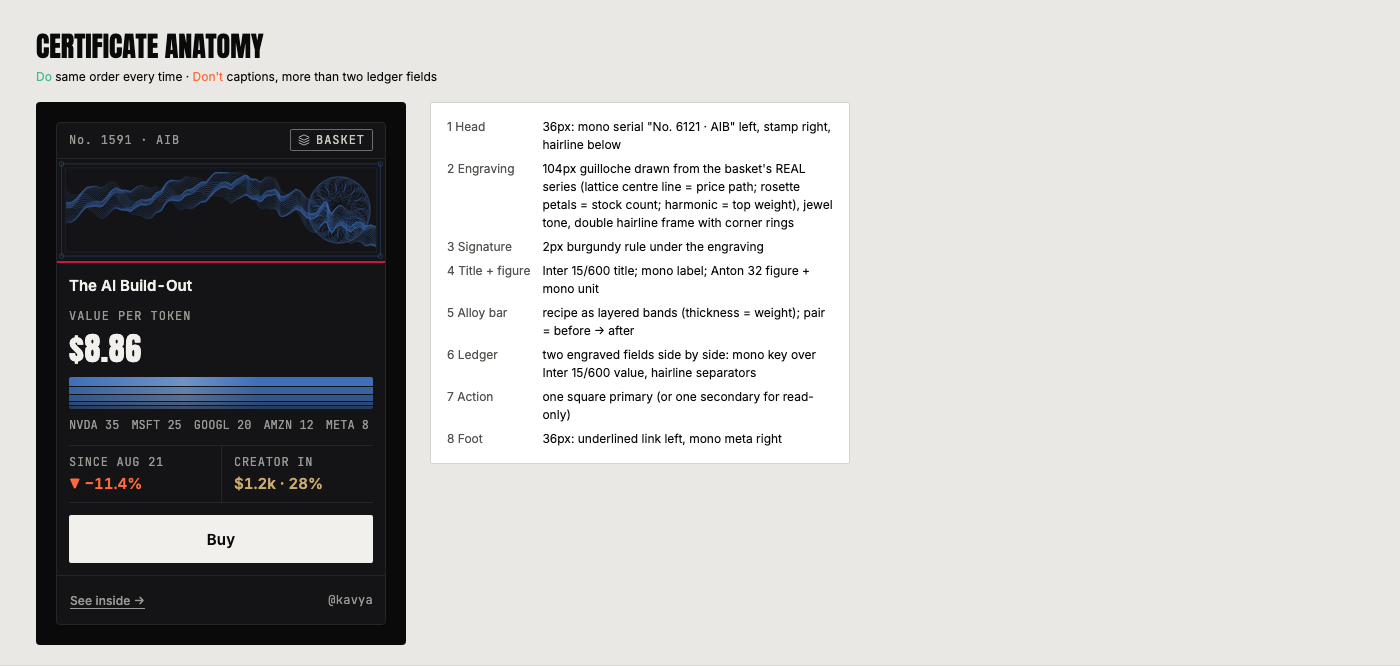 CERTIFICATE ANATOMY
Do same order every time · Don't captions, more than two ledger fields
No. 1591 · AIB
BASKET
The AI Build-Out
VALUE PER TOKEN
$8.86
NVDA 35 MSFT 25 GOOGL 20 AMZN 12 META 8
SINCE AUG 21
▼ −11.4%
CREATOR IN
$1.2k · 28%
Buy
See inside →
@kavya
1 Head
36px: mono serial "No. 6121 · AIB" left, stamp right,
hairline below
2 Engraving
104px guilloche drawn from the basket's REAL
series (lattice centre line = price path; rosette
petals = stock count; harmonic = top weight), jewel
tone, double hairline frame with corner rings
3 Signature
2px burgundy rule under the engraving
4 Title + figure
Inter 15/600 title; mono label; Anton 32 figure +
mono unit
5 Alloy bar
recipe as layered bands (thickness = weight); pair
= before → after
6 Ledger
two engraved fields side by side: mono key over
Inter 15/600 value, hairline separators
7 Action
one square primary (or one secondary for read-
only)
8 Foot
36px: underlined link left, mono meta right